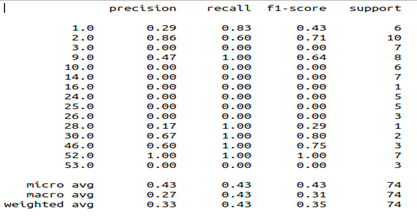 precision recall f1-score support
1.0 0.29 0.83 0.43 6
2.0 0.86 0.60 0.71 10
3.0 0.00 0.00 0.00 7
9.0 0.47 1.00 0.64 8
10.0 0.00 0.00 0.00 6
14.0 0.00 0.00 0.00 7
16.0 0.00 0.00 0.00 1
24.0 0.00 0.00 0.00 5
25.0 0.00 0.00 0.00 5
26.0 0.00 0.00 0.00 3
28.0 0.17 1.00 0.29 1
30.0 0.67 1.00 0.80 2
46.0 0.60 1.00 0.75 3
52.0 1.00 1.00 1.00 7
53.0 0.00 0.00 0.00 3
micro avg 0.43 0.43 0.43 74
macro avg 0.27 0.43 0.31 74
weighted avg 0.33 0.43 0.35 74